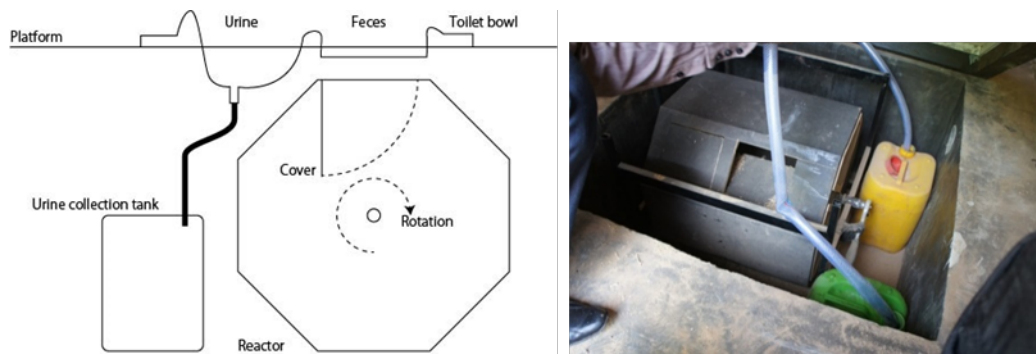 Urine
Feces
Toilet bowl
Platform
Cover
Urine collection tank
Rotation
Reactor